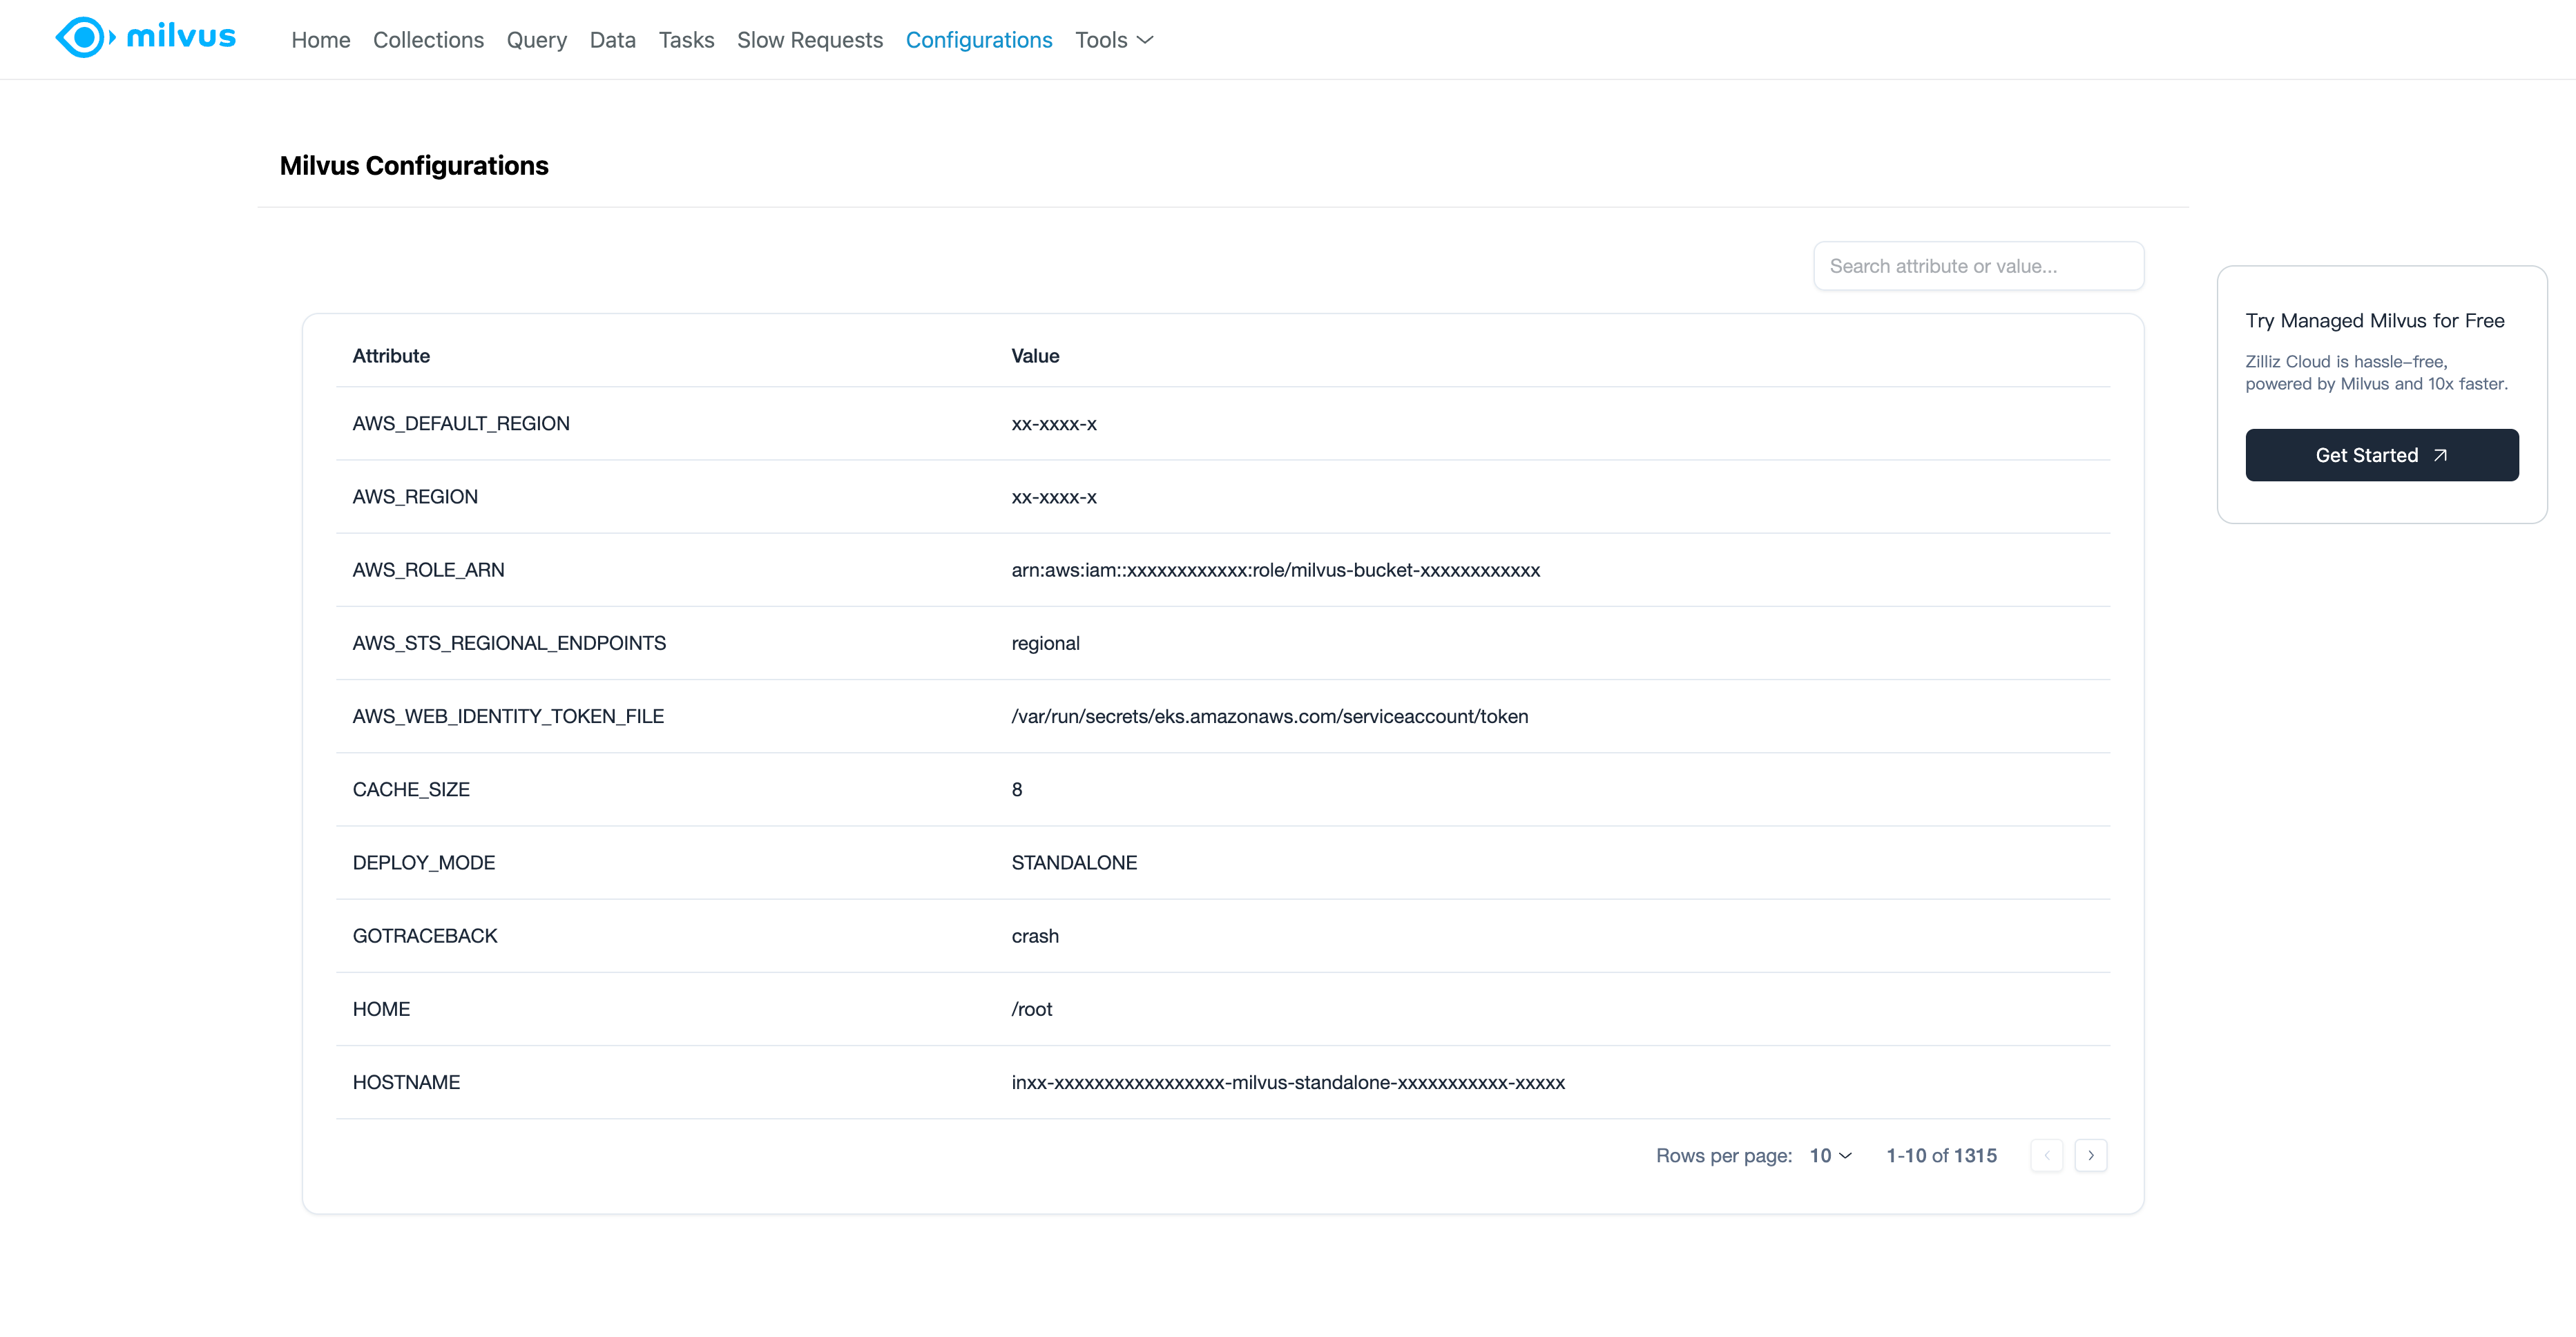 milvus Home Collections Query Data Tasks Slow Requests Configurations Tools
Milvus Configurations
Search attribute or value...
Try Managed Milvus for Free
Zilliz Cloud is hassle-free,
powered by Milvus and 10x faster.
Get Started
Attribute Value
AWS_DEFAULT_REGION xx-xxxx-x
AWS_REGION xx-xxxx-x
AWS_ROLE_ARN arn:aws:iam::xxxxxxxxxxxx:role/milvus-bucket-xxxxxxxxxxxx
AWS_STS_REGIONAL_ENDPOINTS regional
AWS_WEB_IDENTITY_TOKEN_FILE /var/run/secrets/eks.amazonaws.com/serviceaccount/token
CACHE_SIZE 8
DEPLOY_MODE STANDALONE
GOTRACEBACK crash
HOME /root
HOSTNAME inxx-xxxxxxxxxxxxxxxxx-milvus-standalone-xxxxxxxxxxx-xxxxx
Rows per page: 10 1-10 of 1315